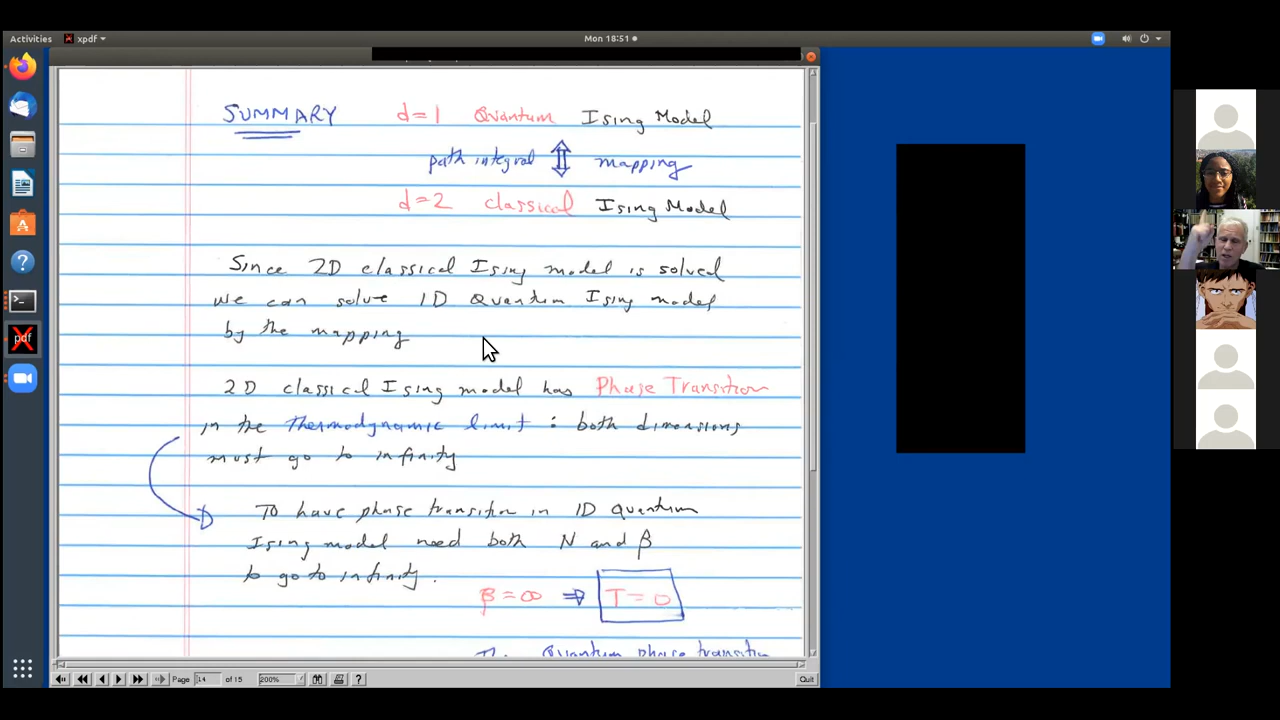 Activities xpdf Mon 18:51
SUMMARY d=1 Quantum Ising Model
path integral ⇕ mapping
d=2 classical Ising Model
Since 2D classical Ising model is solved
we can solve 1D Quantum Ising model
by the mapping
2D classical Ising model has Phase Transition
in the thermodynamic limit : both dimensions
must go to infinity
To have phase transition in 1D quantum
Ising model need both N and β
to go to infinity.
β = ∞ ⇒ T = 0
Quantum phase transition
Page 14 of 15 200% ? Quit